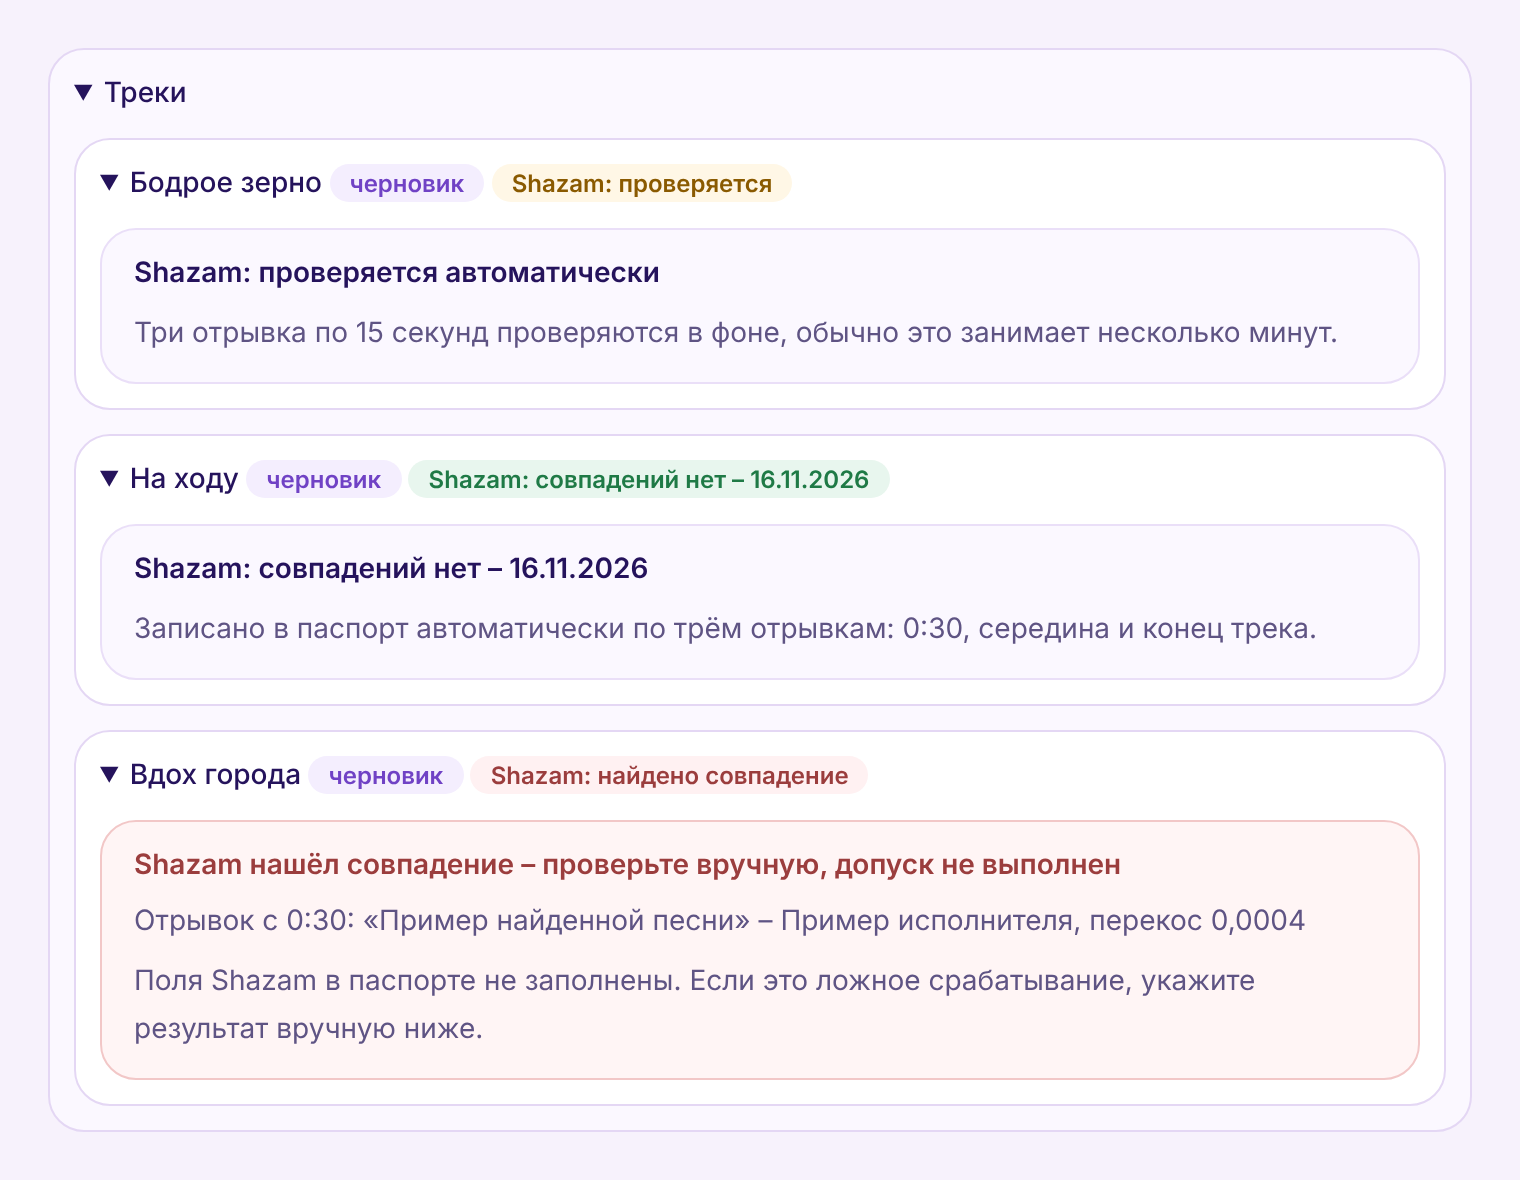 Треки
Бодрое зерно черновик Shazam: проверяется
Shazam: проверяется автоматически
Три отрывка по 15 секунд проверяются в фоне, обычно это занимает несколько минут.
На ходу черновик Shazam: совпадений нет – 16.11.2026
Shazam: совпадений нет – 16.11.2026
Записано в паспорт автоматически по трём отрывкам: 0:30, середина и конец трека.
Вдох города черновик Shazam: найдено совпадение
Shazam нашёл совпадение – проверьте вручную, допуск не выполнен
Отрывок с 0:30: «Пример найденной песни» – Пример исполнителя, перекос 0,0004
Поля Shazam в паспорте не заполнены. Если это ложное срабатывание, укажите
результат вручную ниже.